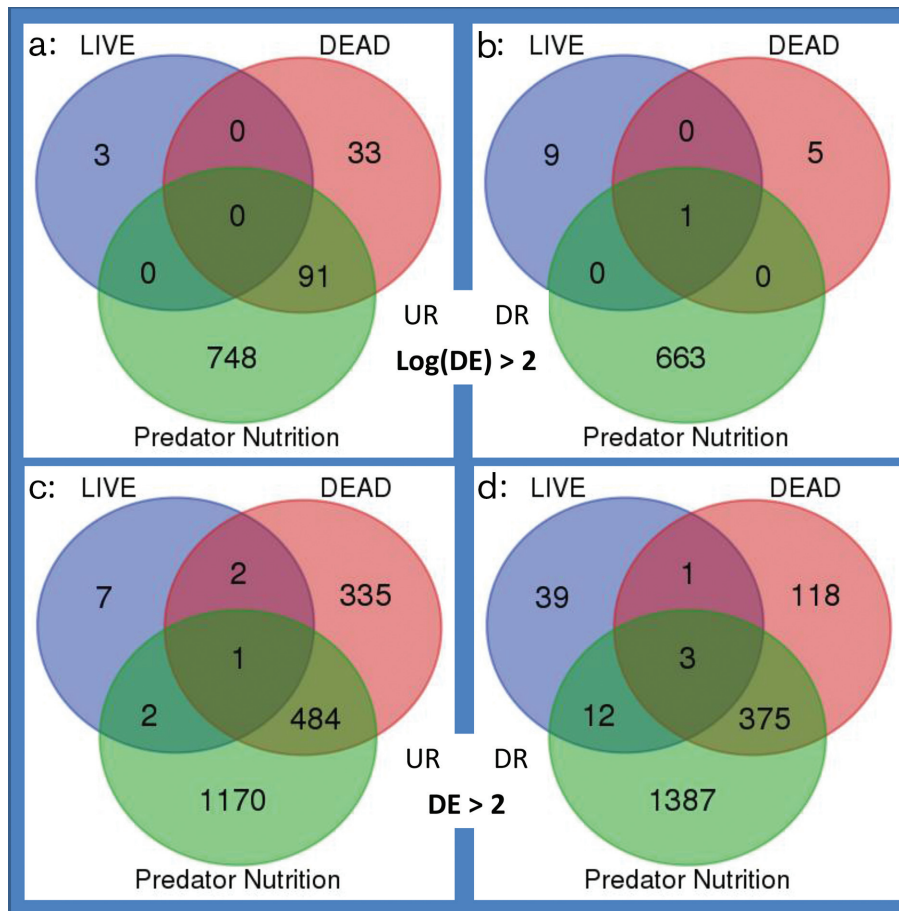 a: LIVE DEAD
3
0
33
0
0
91
748
Predator Nutrition
b: LIVE DEAD
9
0
5
1
0
0
663
Predator Nutrition
UR DR
Log(DE) > 2
c: LIVE DEAD
7
2
335
1
2
484
1170
Predator Nutrition
d: LIVE DEAD
39
1
118
3
12
375
1387
Predator Nutrition
UR DR
DE > 2